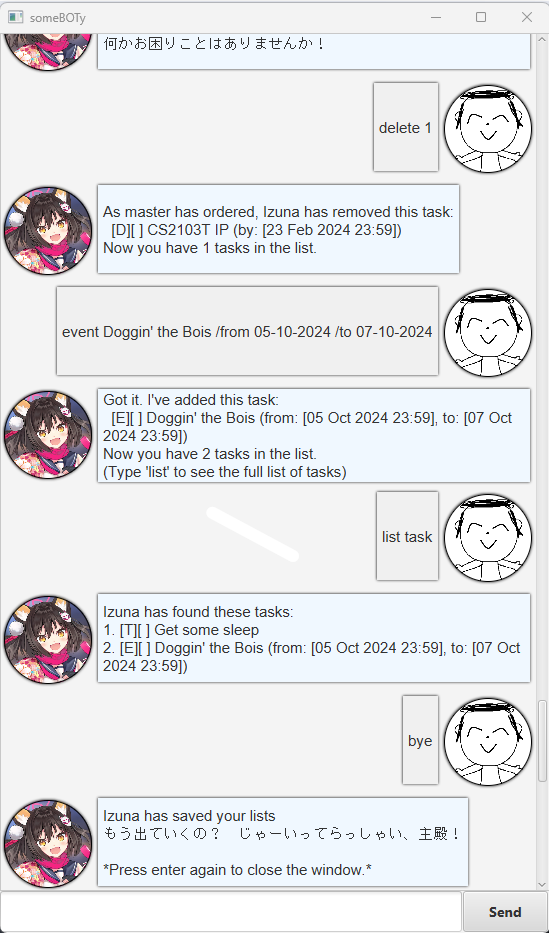 someBOTy
何かお困りことはありませんか！
delete 1
As master has ordered, Izuna has removed this task:
[D][ ] CS2103T IP (by: [23 Feb 2024 23:59])
Now you have 1 tasks in the list.
event Doggin' the Bois /from 05-10-2024 /to 07-10-2024
Got it. I've added this task:
[E][ ] Doggin' the Bois (from: [05 Oct 2024 23:59], to: [07 Oct
2024 23:59])
Now you have 2 tasks in the list.
(Type 'list' to see the full list of tasks)
list task
Izuna has found these tasks:
1. [T][ ] Get some sleep
2. [E][ ] Doggin' the Bois (from: [05 Oct 2024 23:59], to: [07 Oct
2024 23:59])
bye
Izuna has saved your lists
もう出ていくの？　じゃーいってらっしゃい、主殿！
*Press enter again to close the window.*
Send